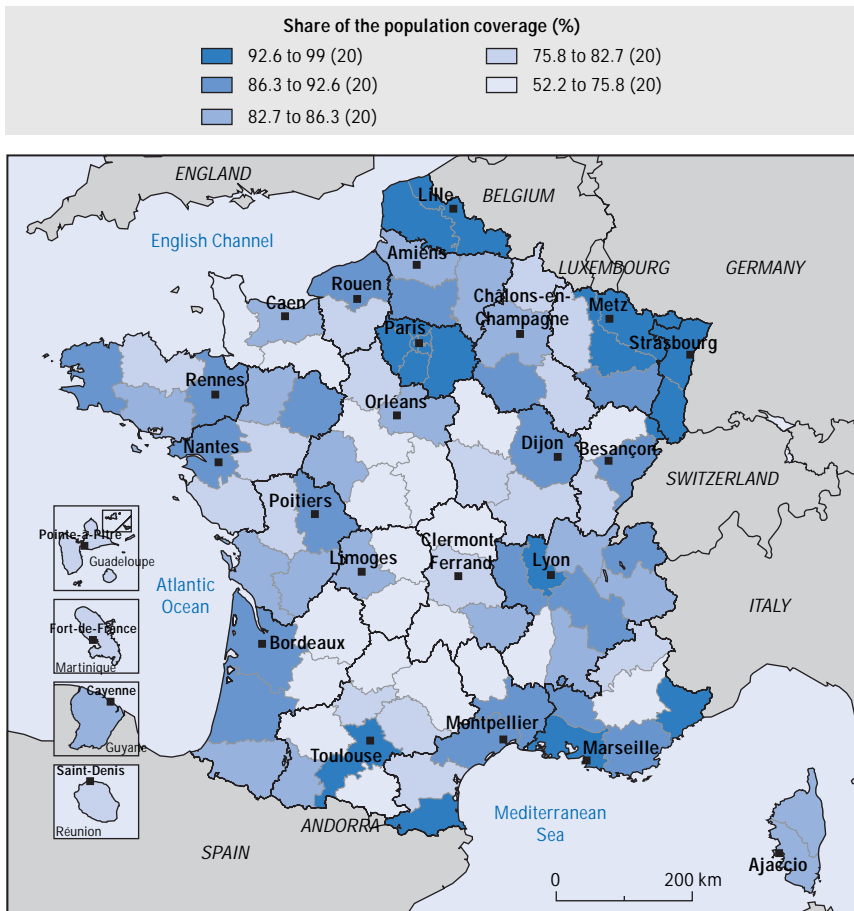 Share of the population coverage (%)
92.6 to 99 (20)
75.8 to 82.7 (20)
86.3 to 92.6 (20)
52.2 to 75.8 (20)
82.7 to 86.3 (20)
ENGLAND
BELGIUM
Lille
English Channel
Amiens
LUXEMBOURG
GERMANY
Rouen
Caen
Châlons-en-
Champagne
Metz
Paris
Strasbourg
Rennes
Orléans
Nantes
Dijon
Besançon
SWITZERLAND
Poitiers
Pointe-à-Pitre
Guadeloupe
Clermont
Ferrand
Limoges
Lyon
Atlantic
Ocean
ITALY
Fort-de-France
Martinique
Bordeaux
Cayenne
Guyane
Montpellier
Toulouse
Marseille
Saint-Denis
Réunion
ANDORRA
Mediterranean
Sea
SPAIN
Ajaccio
0 200 km